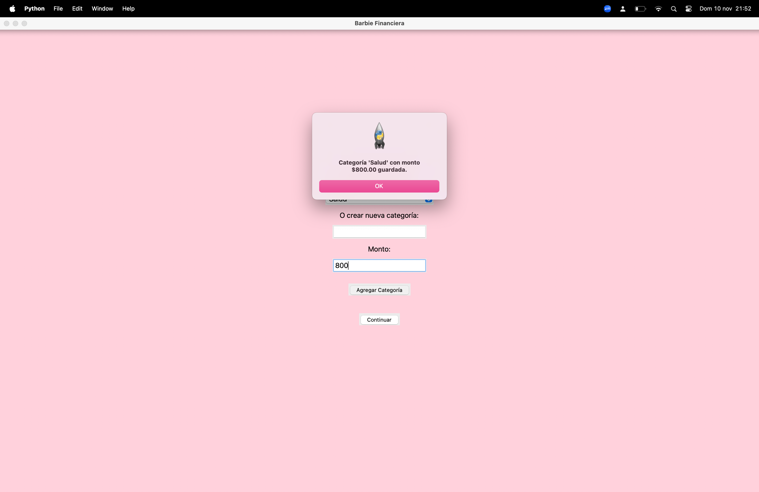 Python File Edit Window Help Dom 10 nov 21:52
Barbie Financiera
Categoría 'Salud' con monto
$800.00 guardada.
OK
Salud
O crear nueva categoría:
Monto:
800
Agregar Categoría
Continuar